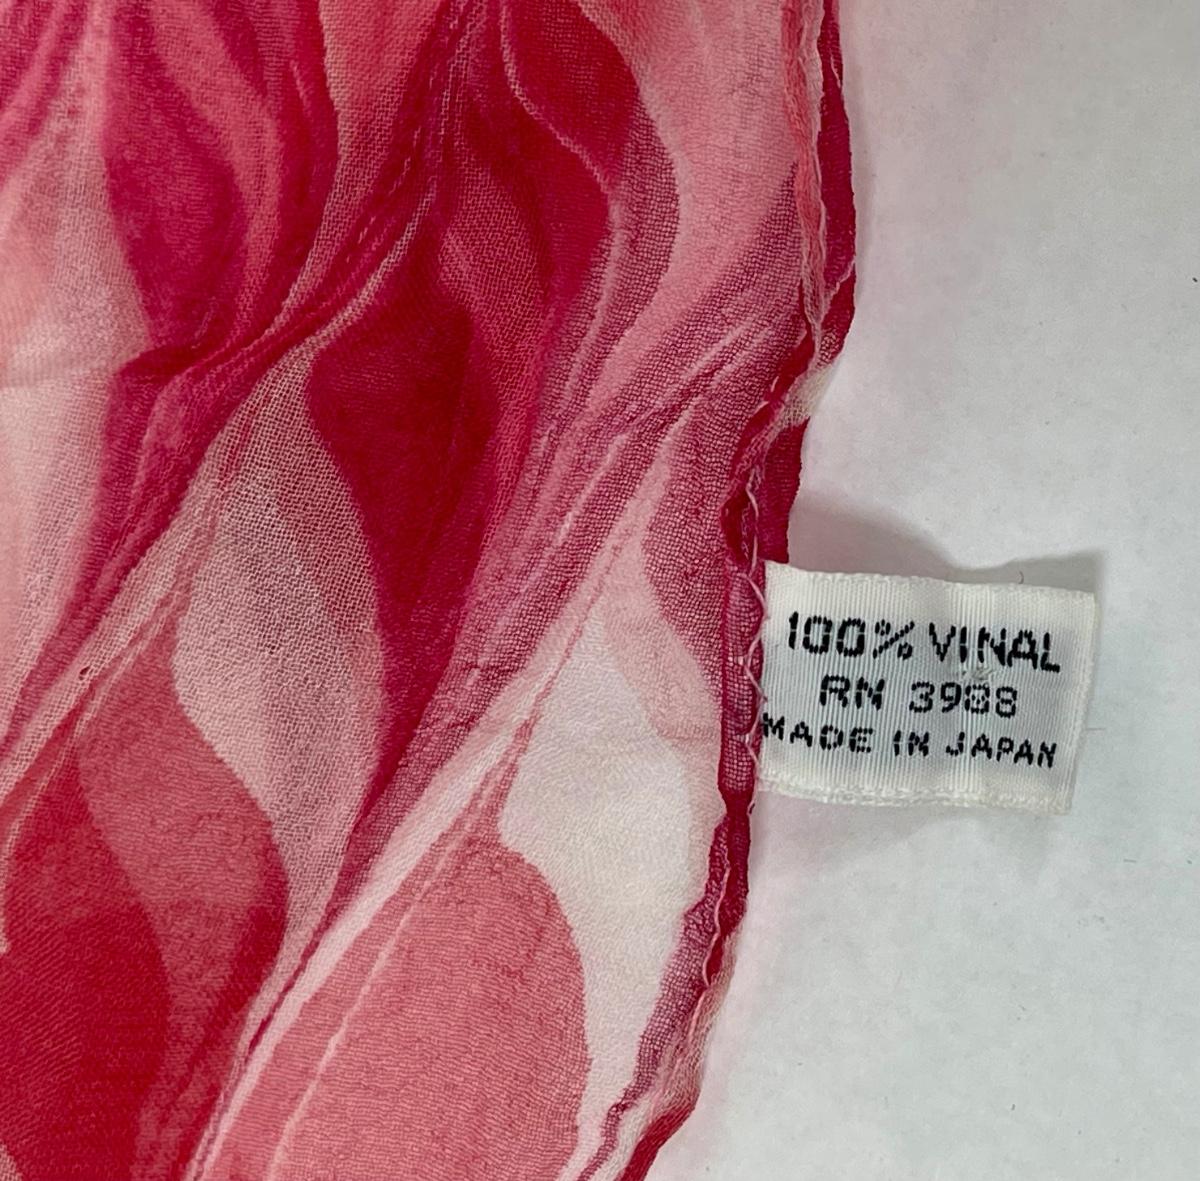 100% VINAL
RN 3988
MADE IN JAPAN